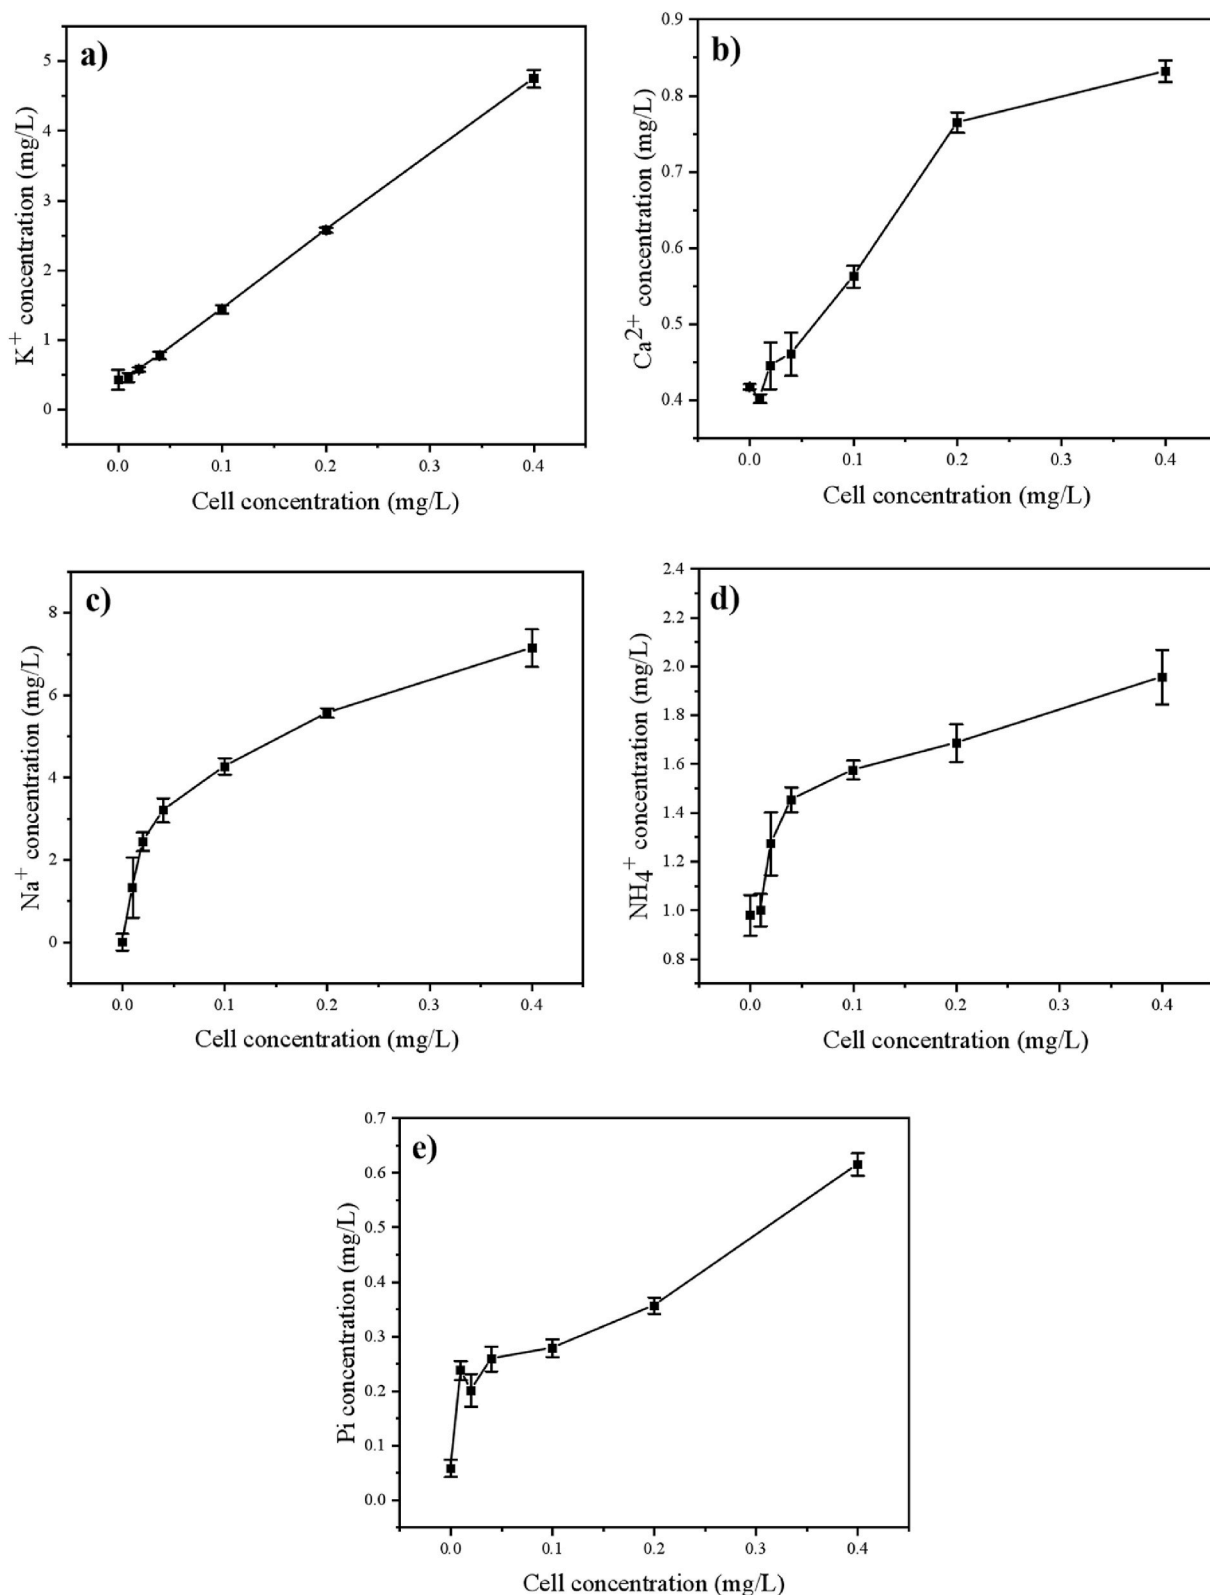 a)
K+ concentration (mg/L)
5
4
3
2
1
0
0.0 0.1 0.2 0.3 0.4
Cell concentration (mg/L)
b)
Ca2+ concentration (mg/L)
0.9
0.8
0.7
0.6
0.5
0.4
0.0 0.1 0.2 0.3 0.4
Cell concentration (mg/L)
c)
Na+ concentration (mg/L)
8
6
4
2
0
0.0 0.1 0.2 0.3 0.4
Cell concentration (mg/L)
d)
NH4+ concentration (mg/L)
2.4
2.2
2.0
1.8
1.6
1.4
1.2
1.0
0.8
0.0 0.1 0.2 0.3 0.4
Cell concentration (mg/L)
e)
Pi concentration (mg/L)
0.7
0.6
0.5
0.4
0.3
0.2
0.1
0.0
0.0 0.1 0.2 0.3 0.4
Cell concentration (mg/L)